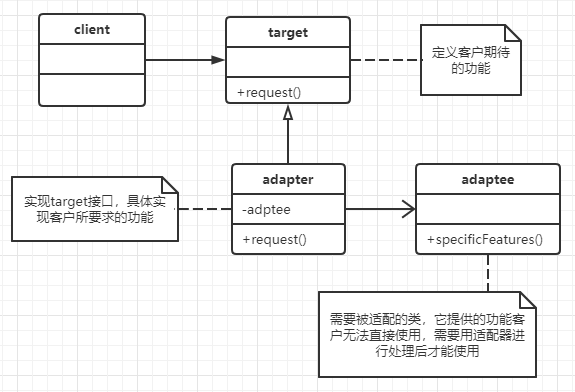 client
target
+request()
定义客户期待
的功能
实现target接口，具体实
现客户所要求的功能
adapter
-adptee
+request()
adaptee
+specificFeatures()
需要被适配的类，它提供的功能客
户无法直接使用，需要用适配器进
行处理后才能使用